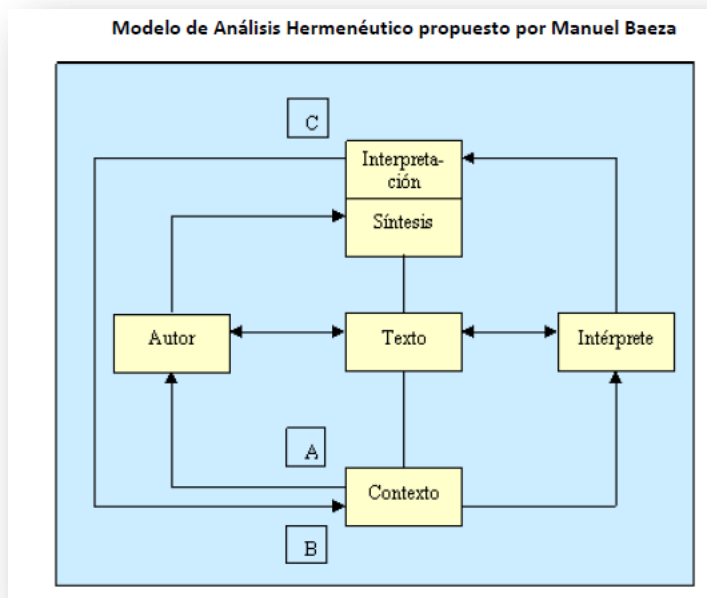 Modelo de Análisis Hermenéutico propuesto por Manuel Baeza
C
Interpreta-
ción
Síntesis
Autor
Texto
Intérprete
A
Contexto
B